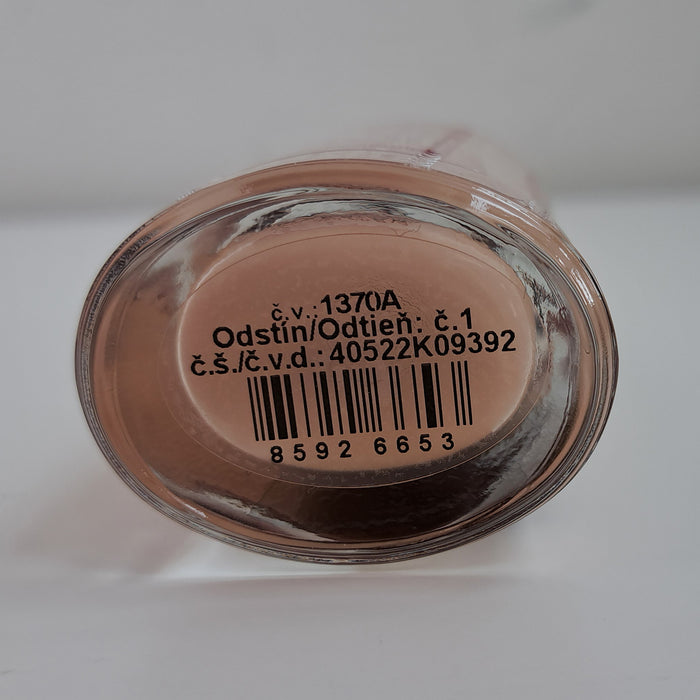 č.v.:1370A
Odstín/Odtieň: č.1
č.š./č.v.d.: 40522K09392
8592 6653